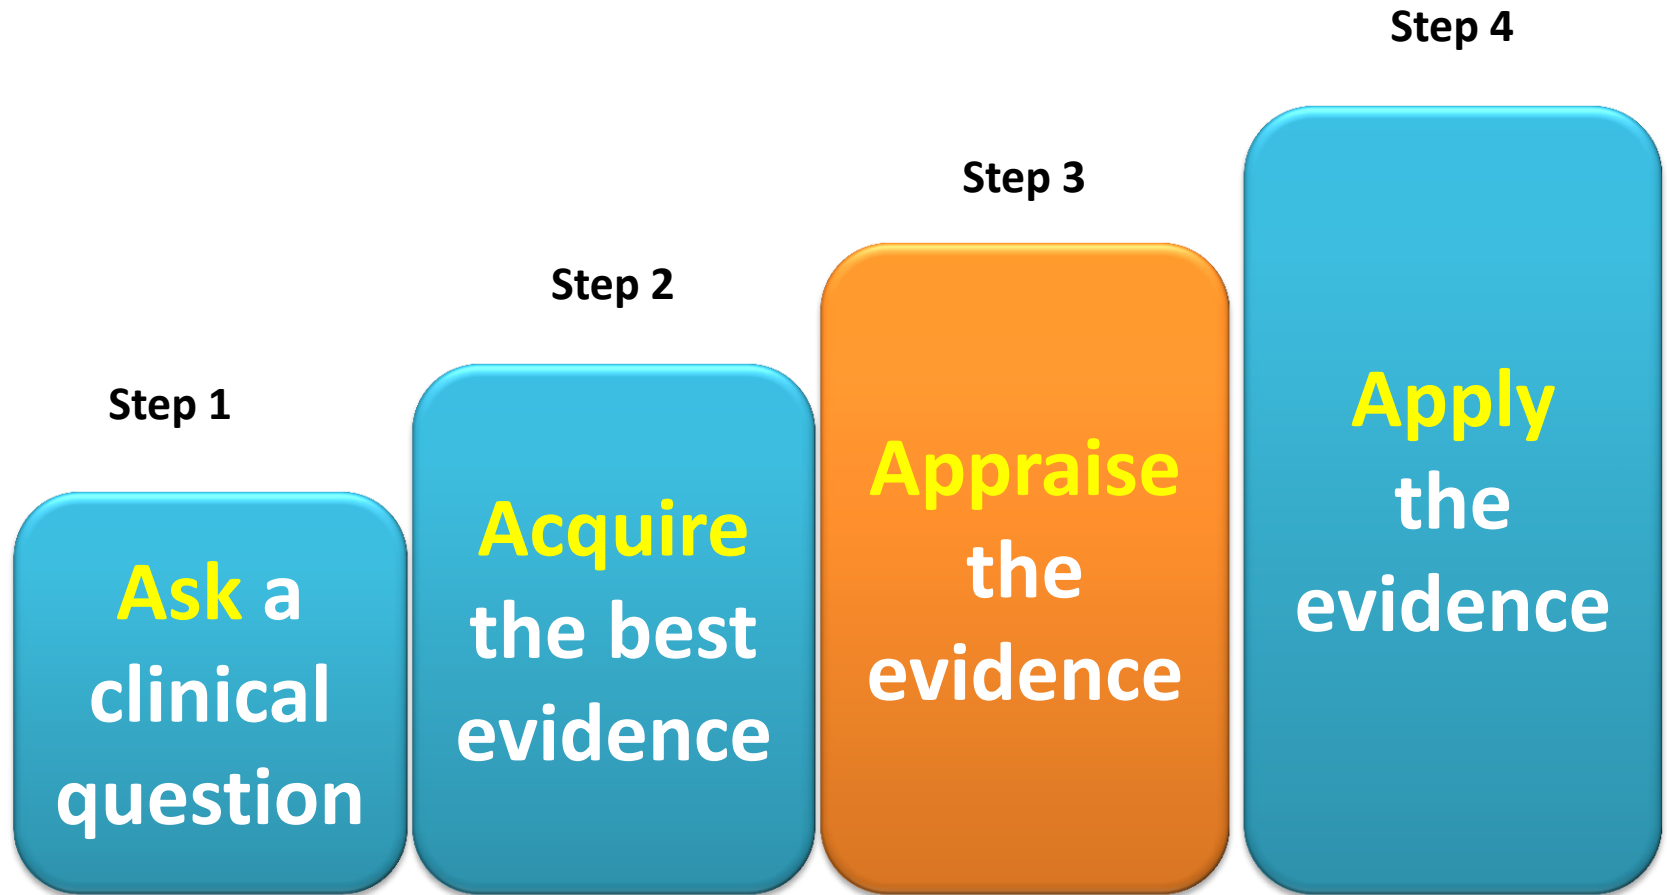 Step 1
Ask a
clinical
question
Step 2
Acquire
the best
evidence
Step 3
Appraise
the
evidence
Step 4
Apply
the
evidence